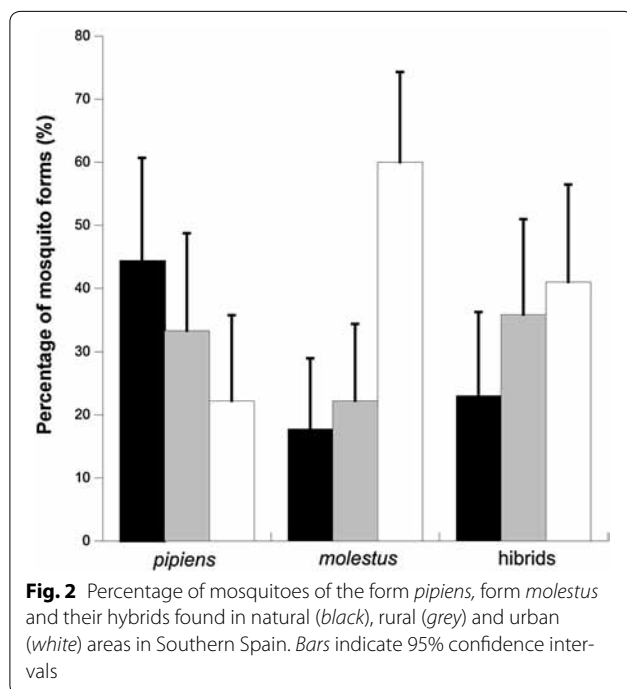 80
70
60
50
40
30
20
10
0
Percentage of mosquito forms (%)
pipiens molestus hibrids
Fig. 2 Percentage of mosquitoes of the form pipiens, form molestus
and their hybrids found in natural (black), rural (grey) and urban
(white) areas in Southern Spain. Bars indicate 95% confidence inter-
vals